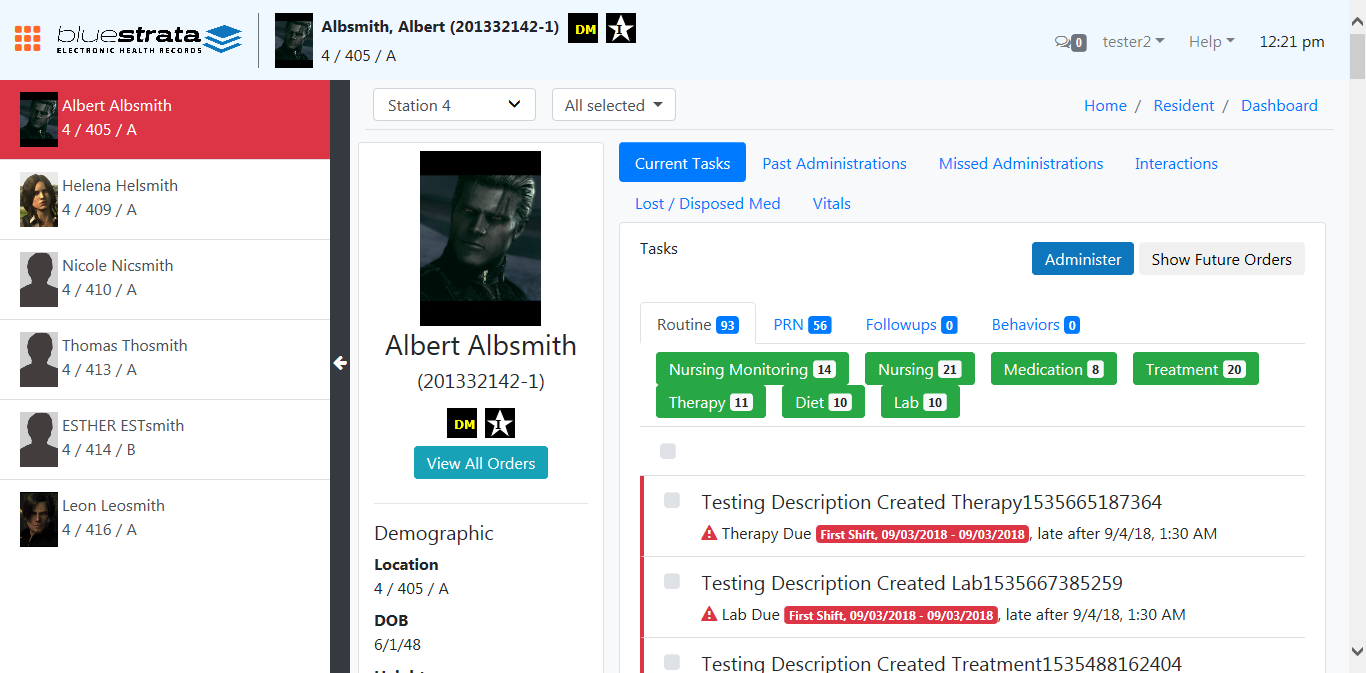 bluestrata
ELECTRONIC HEALTH RECORDS
Albsmith, Albert (201332142-1) DM I
4 / 405 / A
0 tester2 Help 12:21 pm
Albert Albsmith
4 / 405 / A
Helena Helsmith
4 / 409 / A
Nicole Nicsmith
4 / 410 / A
Thomas Thosmith
4 / 413 / A
ESTHER ESTsmith
4 / 414 / B
Leon Leosmith
4 / 416 / A
Station 4 All selected
Home / Resident / Dashboard
Albert Albsmith
(201332142-1)
DM I
View All Orders
Demographic
Location
4 / 405 / A
DOB
6/1/48
Current Tasks Past Administrations Missed Administrations Interactions
Lost / Disposed Med Vitals
Tasks
Administer Show Future Orders
Routine 93 PRN 56 Followups 0 Behaviors 0
Nursing Monitoring 14 Nursing 21 Medication 8 Treatment 20
Therapy 11 Diet 10 Lab 10
Testing Description Created Therapy1535665187364
Therapy Due First Shift, 09/03/2018 - 09/03/2018, late after 9/4/18, 1:30 AM
Testing Description Created Lab1535667385259
Lab Due First Shift, 09/03/2018 - 09/03/2018, late after 9/4/18, 1:30 AM
Testing Description Created Treatment1535488162404